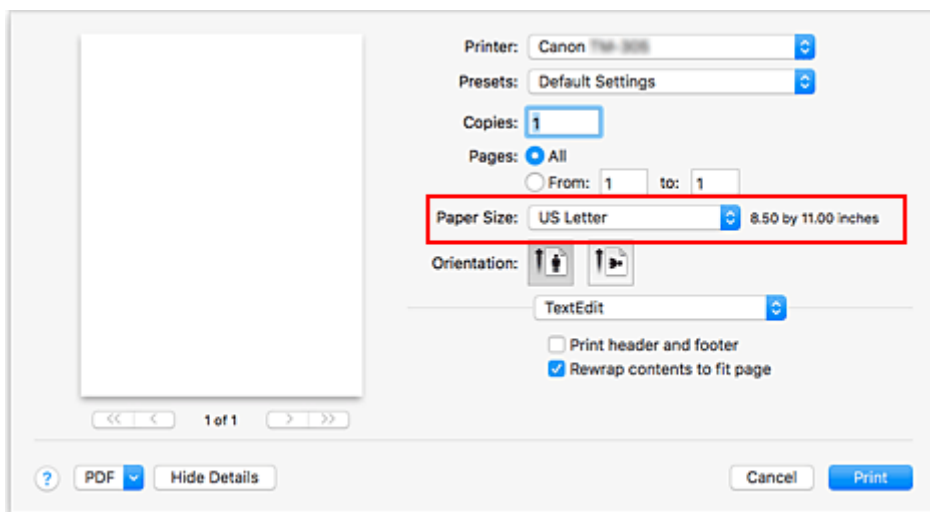 Printer: Canon
Presets: Default Settings
Copies: 1
Pages: All
From: 1 to: 1
Paper Size: US Letter 8.50 by 11.00 inches
Orientation:
TextEdit
Print header and footer
Rewrap contents to fit page
<< < 1 of 1 > >>
? PDF Hide Details Cancel Print